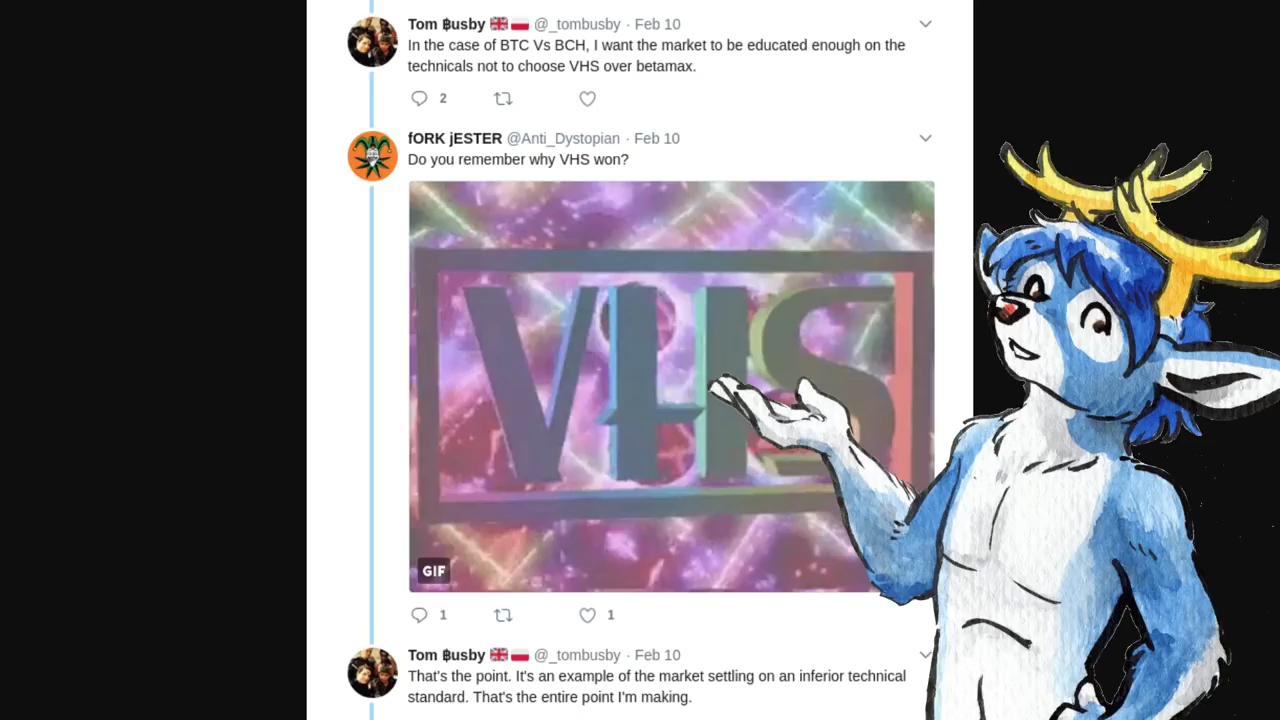 Tom ฿usby 🇬🇧🇵🇱 @_tombusby · Feb 10
In the case of BTC Vs BCH, I want the market to be educated enough on the
technicals not to choose VHS over betamax.
2
fORK jESTER @Anti_Dystopian · Feb 10
Do you remember why VHS won?
VHS
GIF
1 1
Tom ฿usby 🇬🇧🇵🇱 @_tombusby · Feb 10
That's the point. It's an example of the market settling on an inferior technical
standard. That's the entire point I'm making.